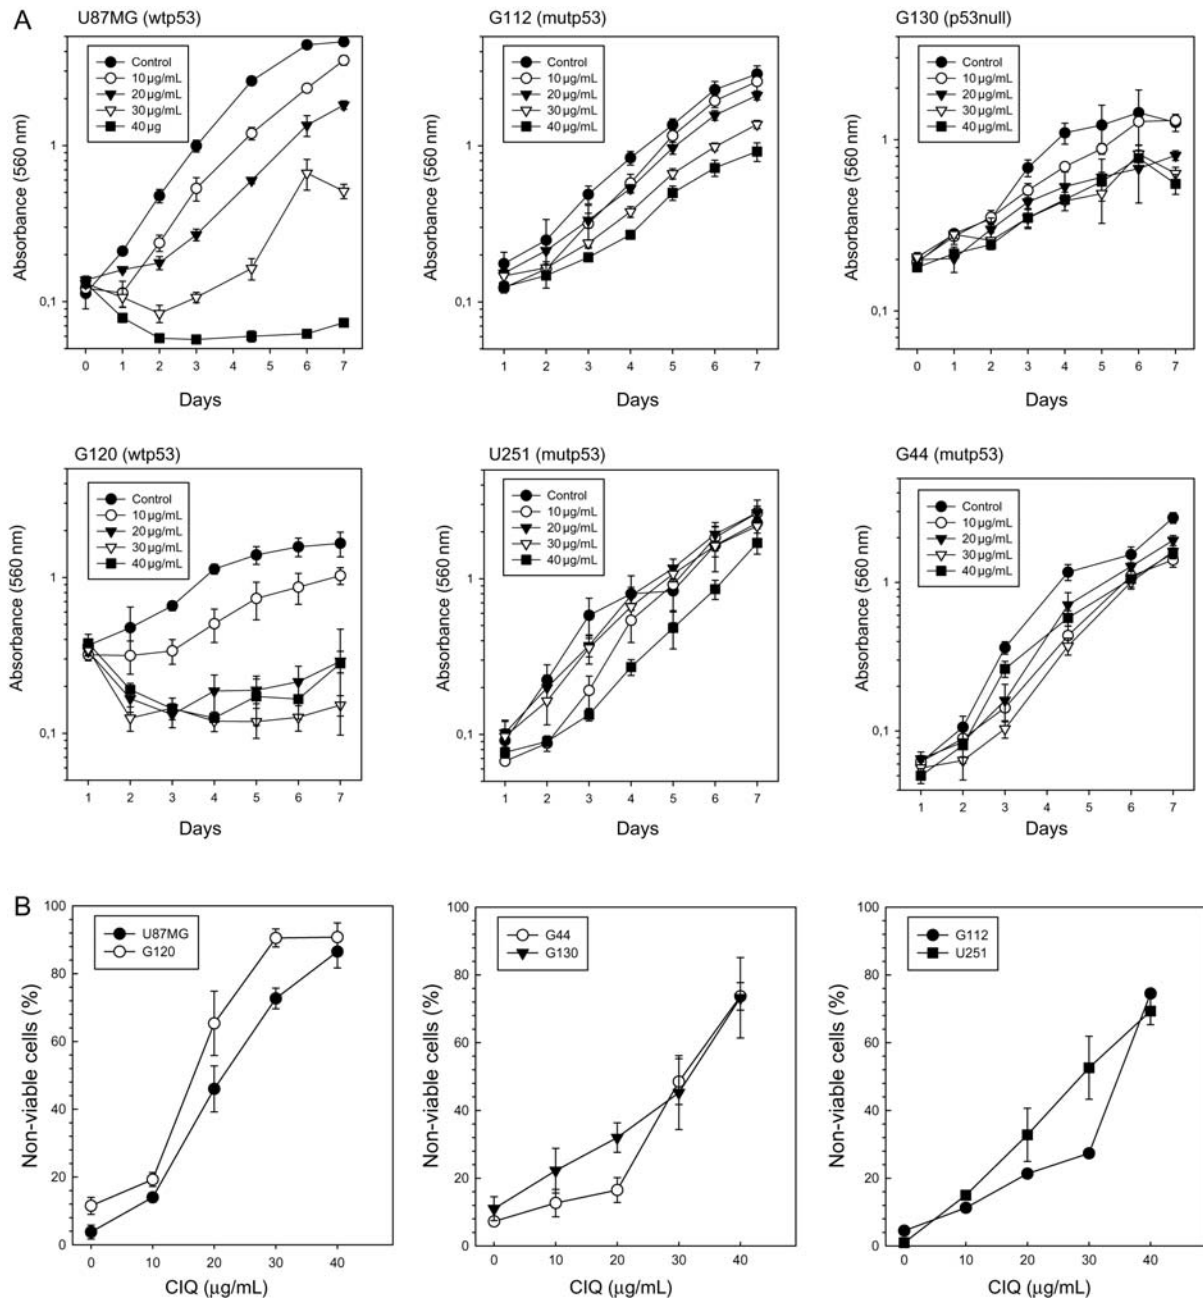 A
U87MG (wtp53)
G112 (mutp53)
G130 (p53null)
Control
10 µg/mL
20 µg/mL
30 µg/mL
40 µg
Control
10 µg/mL
20 µg/mL
30 µg/mL
40 µg/mL
Control
10 µg/mL
20 µg/mL
30 µg/mL
40 µg/mL
Absorbance (560 nm)
1
0,1
Absorbance (560 nm)
1
0,1
Absorbance (560 nm)
1
0,1
0 1 2 3 4 5 6 7
1 2 3 4 5 6 7
0 1 2 3 4 5 6 7
Days
Days
Days
G120 (wtp53)
U251 (mutp53)
G44 (mutp53)
Control
10 µg/mL
20 µg/mL
30 µg/mL
40 µg/mL
Control
10 µg/mL
20 µg/mL
30 µg/mL
40 µg/mL
Control
10 µg/mL
20 µg/mL
30 µg/mL
40 µg/mL
Absorbance (560 nm)
1
0,1
Absorbance (560 nm)
1
0,1
Absorbance (560 nm)
1
0,1
1 2 3 4 5 6 7
1 2 3 4 5 6 7
1 2 3 4 5 6 7
Days
Days
Days
B
U87MG
G120
G44
G130
G112
U251
Non-viable cells (%)
100
80
60
40
20
0
Non-viable cells (%)
100
80
60
40
20
0
Non-viable cells (%)
100
80
60
40
20
0
0 10 20 30 40
0 10 20 30 40
0 10 20 30 40
CIQ (µg/mL)
CIQ (µg/mL)
CIQ (µg/mL)